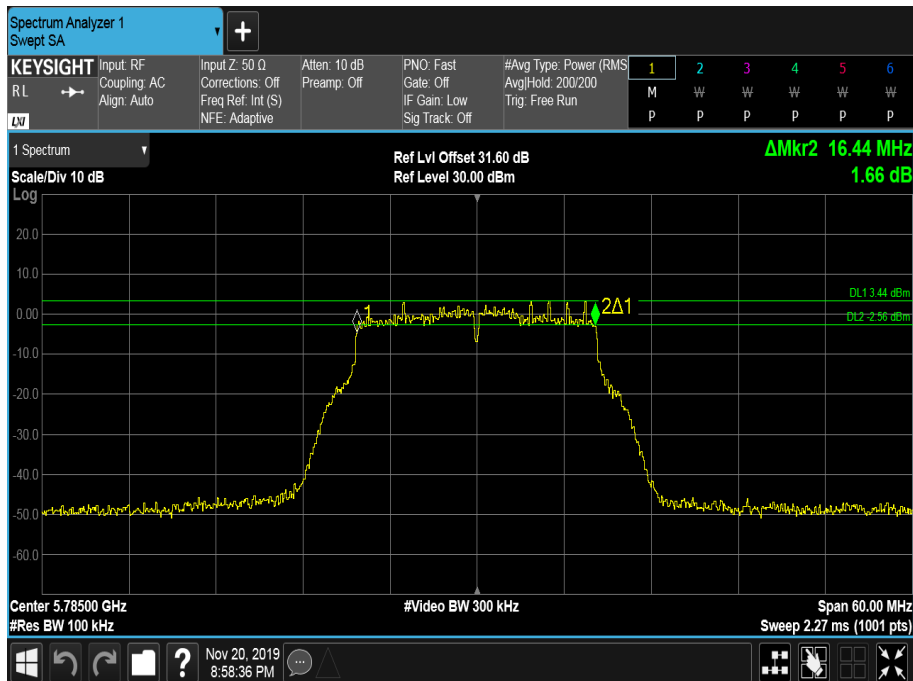 Spectrum Analyzer 1
Swept SA
KEYSIGHT
RL
LXI
Input: RF
Coupling: AC
Align: Auto
Input Z: 50 Ω
Corrections: Off
Freq Ref: Int (S)
NFE: Adaptive
Atten: 10 dB
Preamp: Off
PNO: Fast
Gate: Off
IF Gain: Low
Sig Track: Off
#Avg Type: Power (RMS
Avg|Hold: 200/200
Trig: Free Run
1 2 3 4 5 6
M W W W W W
P P P P P P
1 Spectrum
Scale/Div 10 dB
Ref Lvl Offset 31.60 dB
Ref Level 30.00 dBm
ΔMkr2 16.44 MHz
1.66 dB
Log
20.0
10.0
0.00
-10.0
-20.0
-30.0
-40.0
-50.0
-60.0
1
2Δ1
DL1 3.44 dBm
DL2 -2.56 dBm
Center 5.78500 GHz
#Res BW 100 kHz
#Video BW 300 kHz
Span 60.00 MHz
Sweep 2.27 ms (1001 pts)
?
Nov 20, 2019
8:58:36 PM